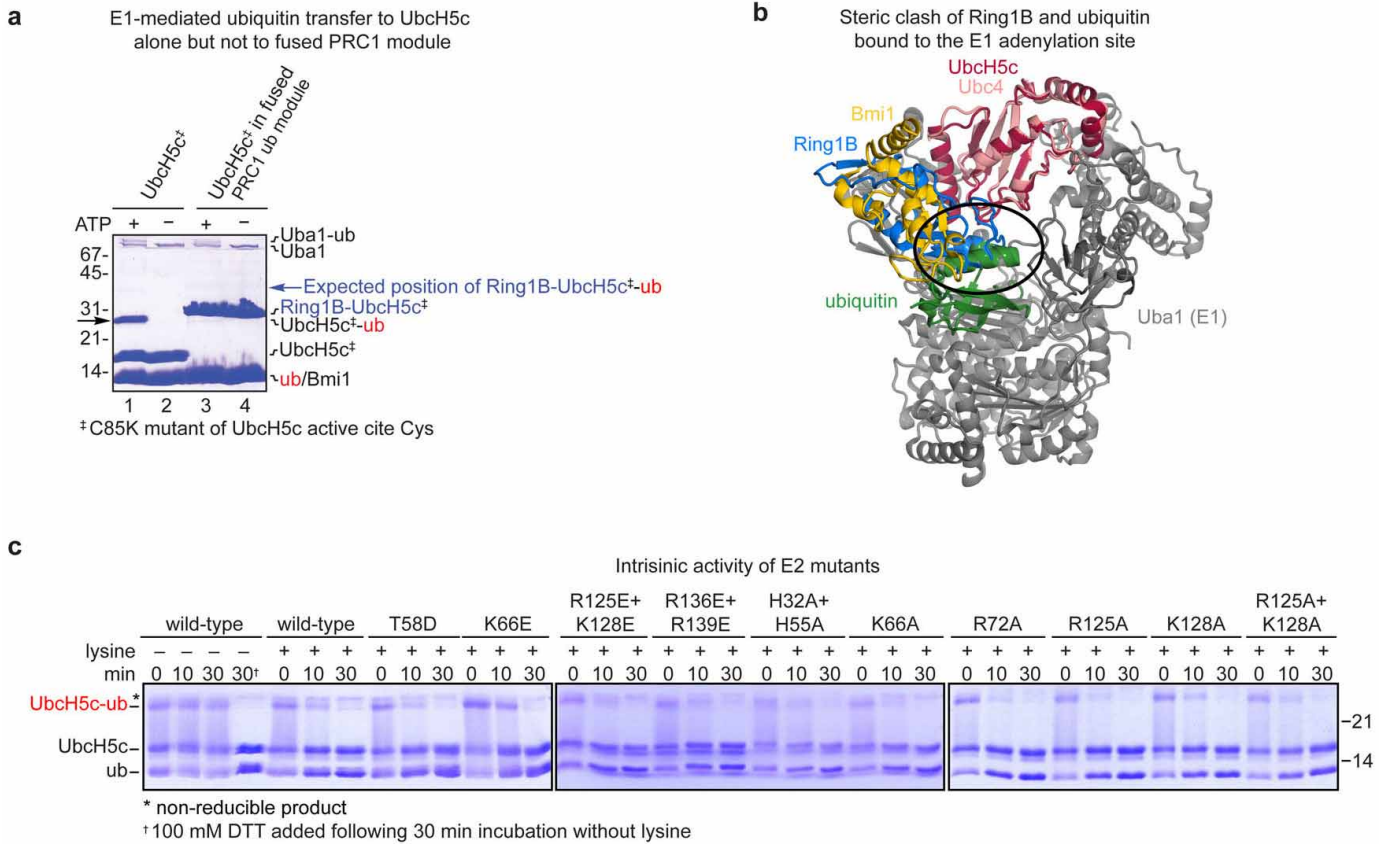 a
E1-mediated ubiquitin transfer to UbcH5c
alone but not to fused PRC1 module
UbcH5c‡
UbcH5c‡ in fused
PRC1 ub module
ATP + − + −
67-
45-
31-
21-
14-
Uba1-ub
Uba1
Expected position of Ring1B-UbcH5c‡-ub
Ring1B-UbcH5c‡
UbcH5c‡-ub
UbcH5c‡
ub/Bmi1
1 2 3 4
‡ C85K mutant of UbcH5c active cite Cys
b
Steric clash of Ring1B and ubiquitin
bound to the E1 adenylation site
UbcH5c
Ubc4
Bmi1
Ring1B
ubiquitin
Uba1 (E1)
c
Intrisinic activity of E2 mutants
wild-type wild-type T58D K66E R125E+ K128E R136E+ R139E H32A+ H55A K66A R72A R125A K128A R125A+ K128A
lysine − − − − + + + + + + + + + + + + + + + + + + + + + + + + + + + + + + + + +
min 0 10 30 30† 0 10 30 0 10 30 0 10 30 0 10 30 0 10 30 0 10 30 0 10 30 0 10 30 0 10 30 0 10 30 0 10 30
*
UbcH5c-ub
UbcH5c
ub
-21
-14
* non-reducible product
† 100 mM DTT added following 30 min incubation without lysine